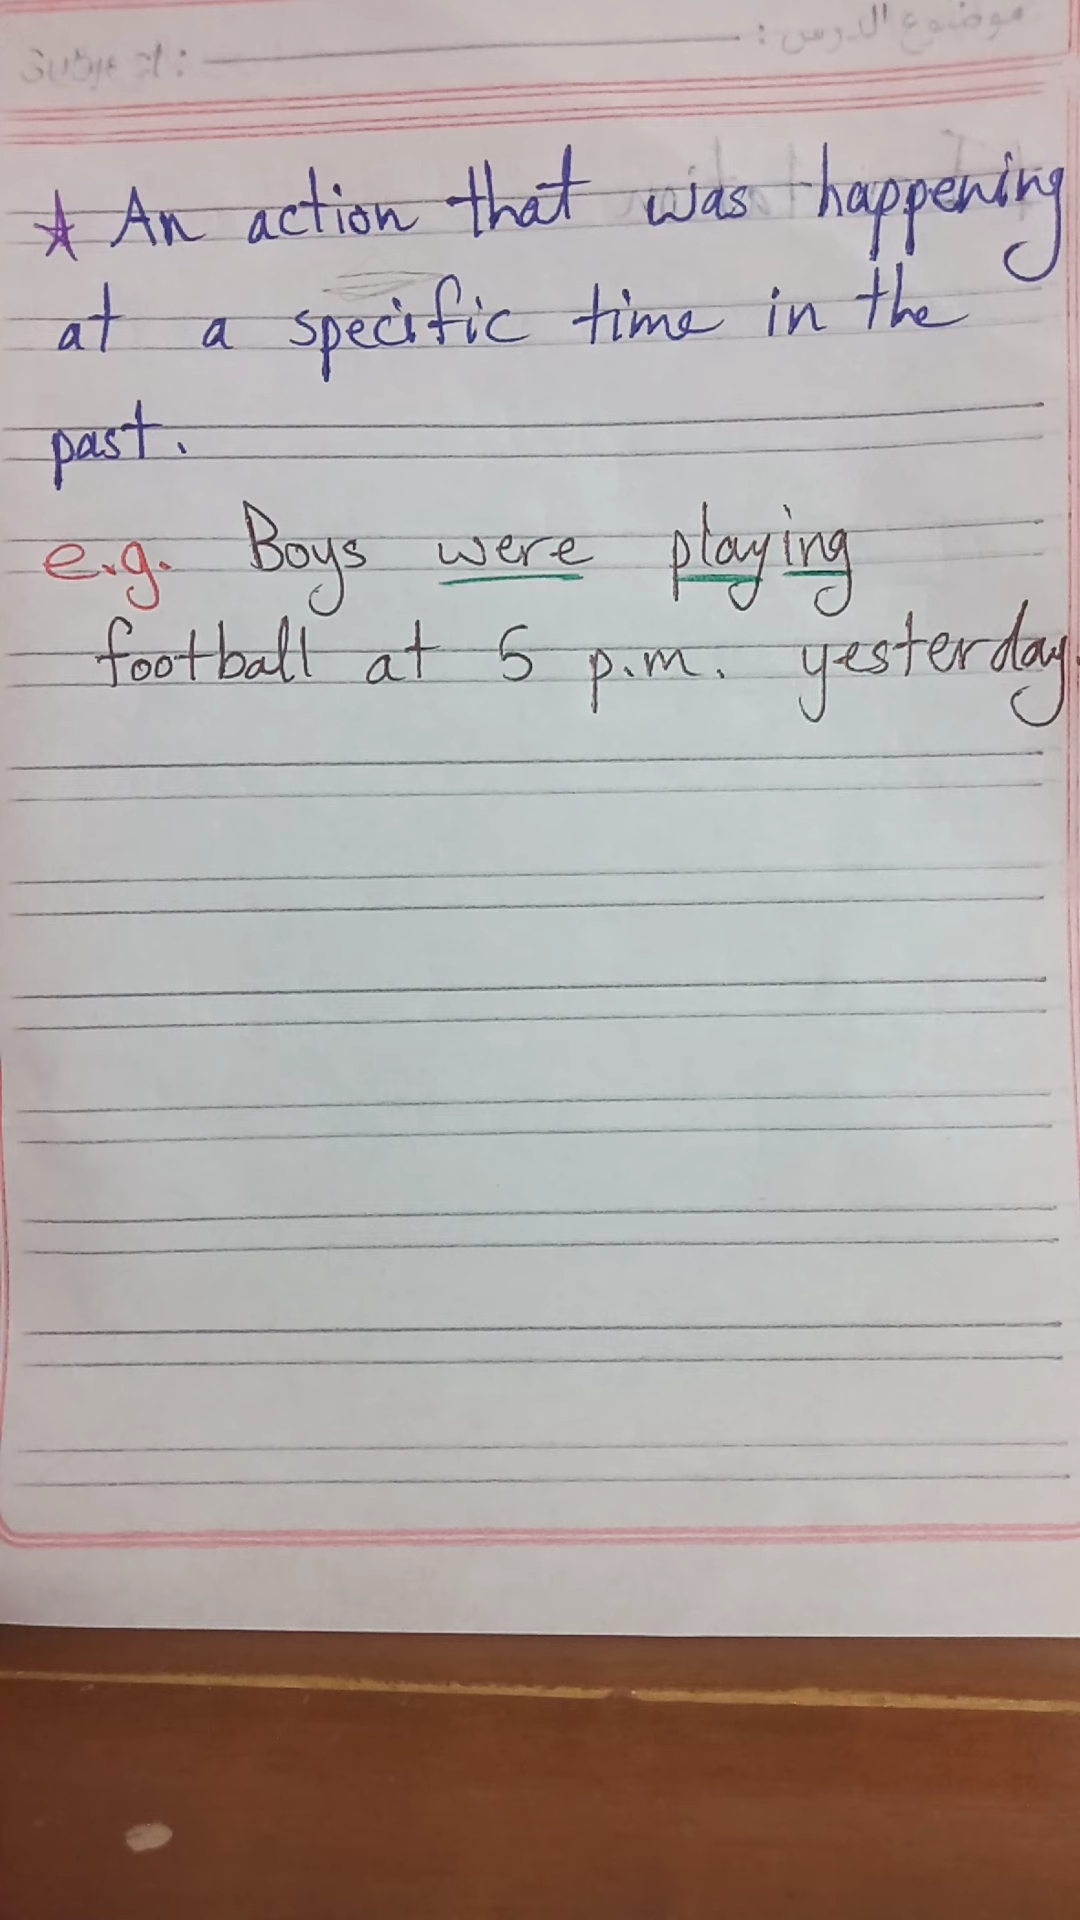 Subject: موضوع الدرس:
☆ An action that was happening
at a specific time in the
past.
e.g. Boys were playing
football at 5 p.m. yesterday.